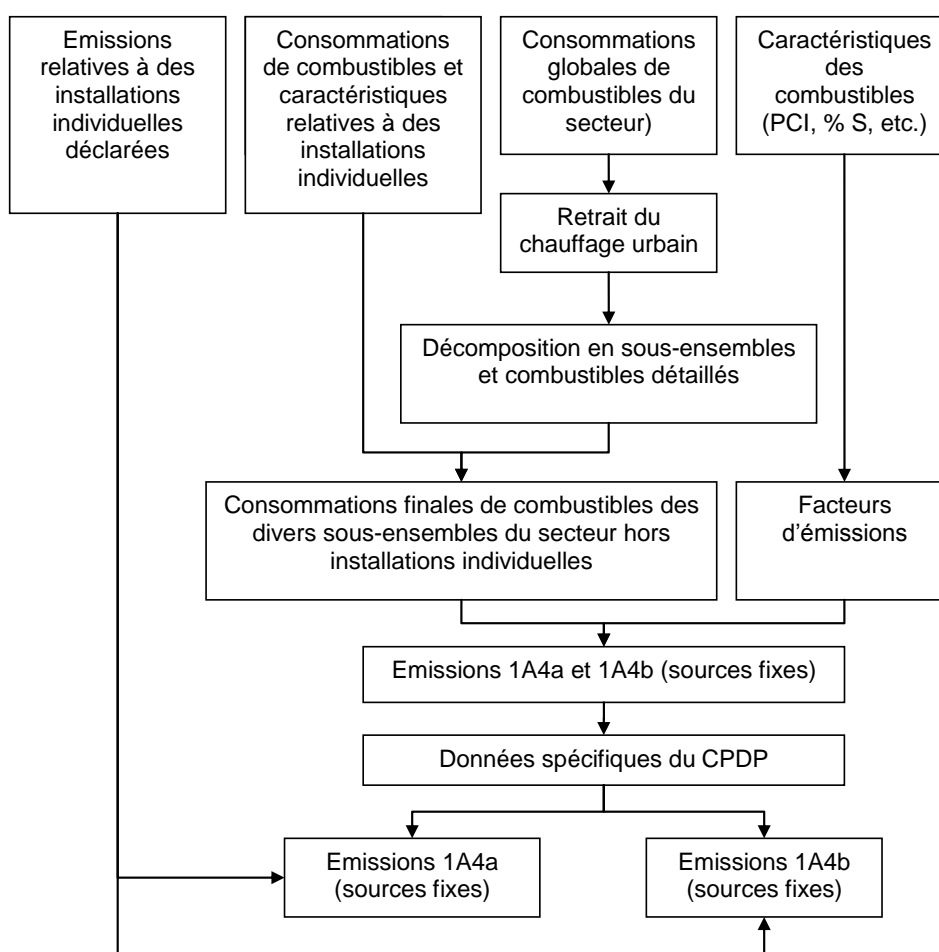 Emissions
relatives à des
installations
individuelles
déclarées
Consommations
de combustibles et
caractéristiques
relatives à des
installations
individuelles
Consommations
globales de
combustibles du
secteur)
Caractéristiques
des
combustibles
(PCI, % S, etc.)
Retrait du
chauffage urbain
Décomposition en sous-ensembles
et combustibles détaillés
Consommations finales de combustibles des
divers sous-ensembles du secteur hors
installations individuelles
Facteurs
d’émissions
Emissions 1A4a et 1A4b (sources fixes)
Données spécifiques du CPDP
Emissions 1A4a
(sources fixes)
Emissions 1A4b
(sources fixes)